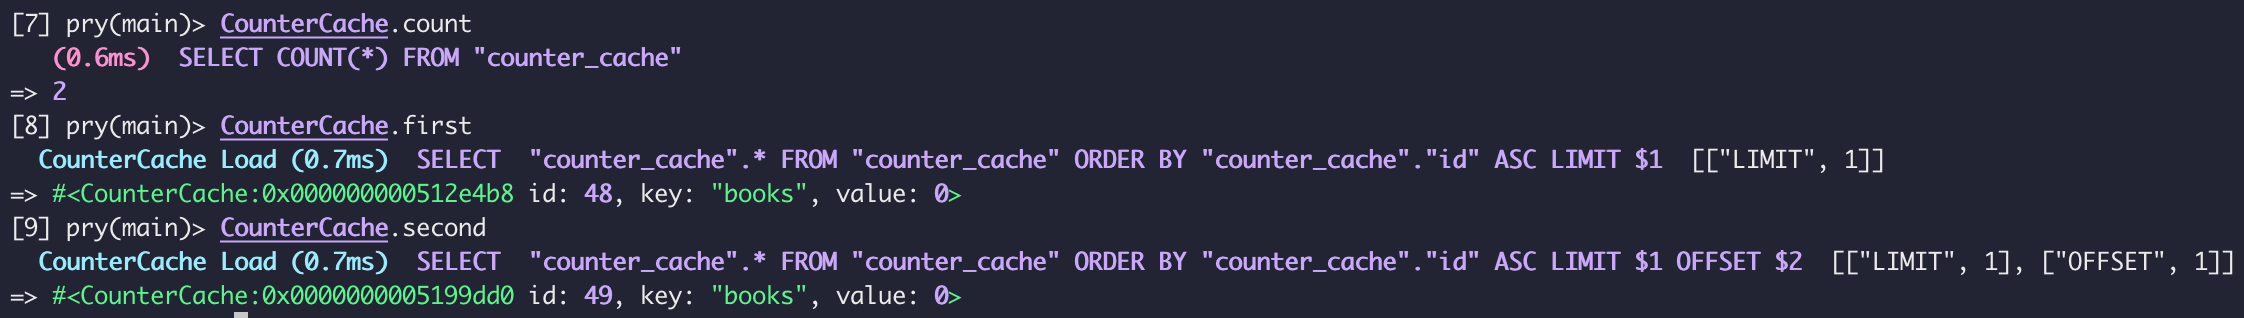 [7] pry(main)> CounterCache.count
   (0.6ms)  SELECT COUNT(*) FROM "counter_cache"
=> 2
[8] pry(main)> CounterCache.first
  CounterCache Load (0.7ms)  SELECT  "counter_cache".* FROM "counter_cache" ORDER BY "counter_cache"."id" ASC LIMIT $1  [["LIMIT", 1]]
=> #<CounterCache:0x000000000512e4b8 id: 48, key: "books", value: 0>
[9] pry(main)> CounterCache.second
  CounterCache Load (0.7ms)  SELECT  "counter_cache".* FROM "counter_cache" ORDER BY "counter_cache"."id" ASC LIMIT $1 OFFSET $2  [["LIMIT", 1], ["OFFSET", 1]]
=> #<CounterCache:0x0000000005199dd0 id: 49, key: "books", value: 0>